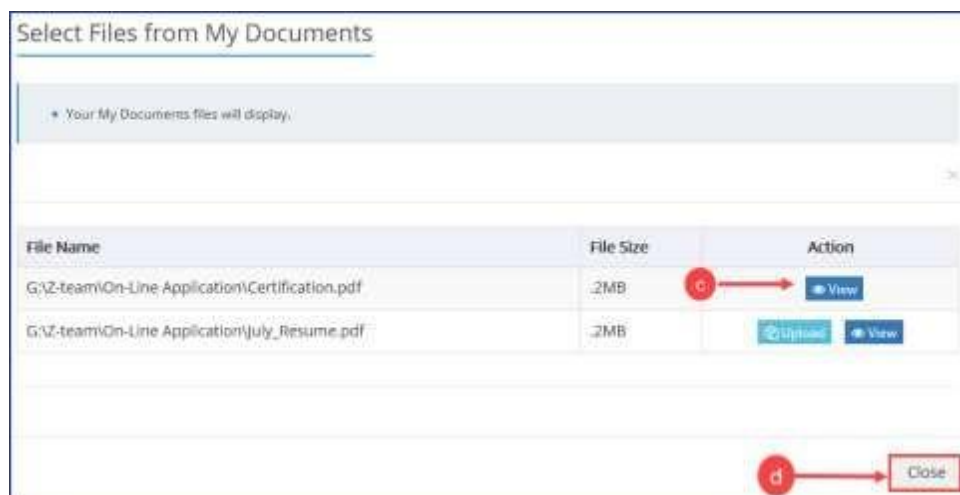 Select Files from My Documents
• Your My Documents files will display.
×
File Name File Size Action
G:\Z-team\On-Line Application\Certification.pdf .2MB c View
G:\Z-team\On-Line Application\July_Resume.pdf .2MB Upload View
d Close